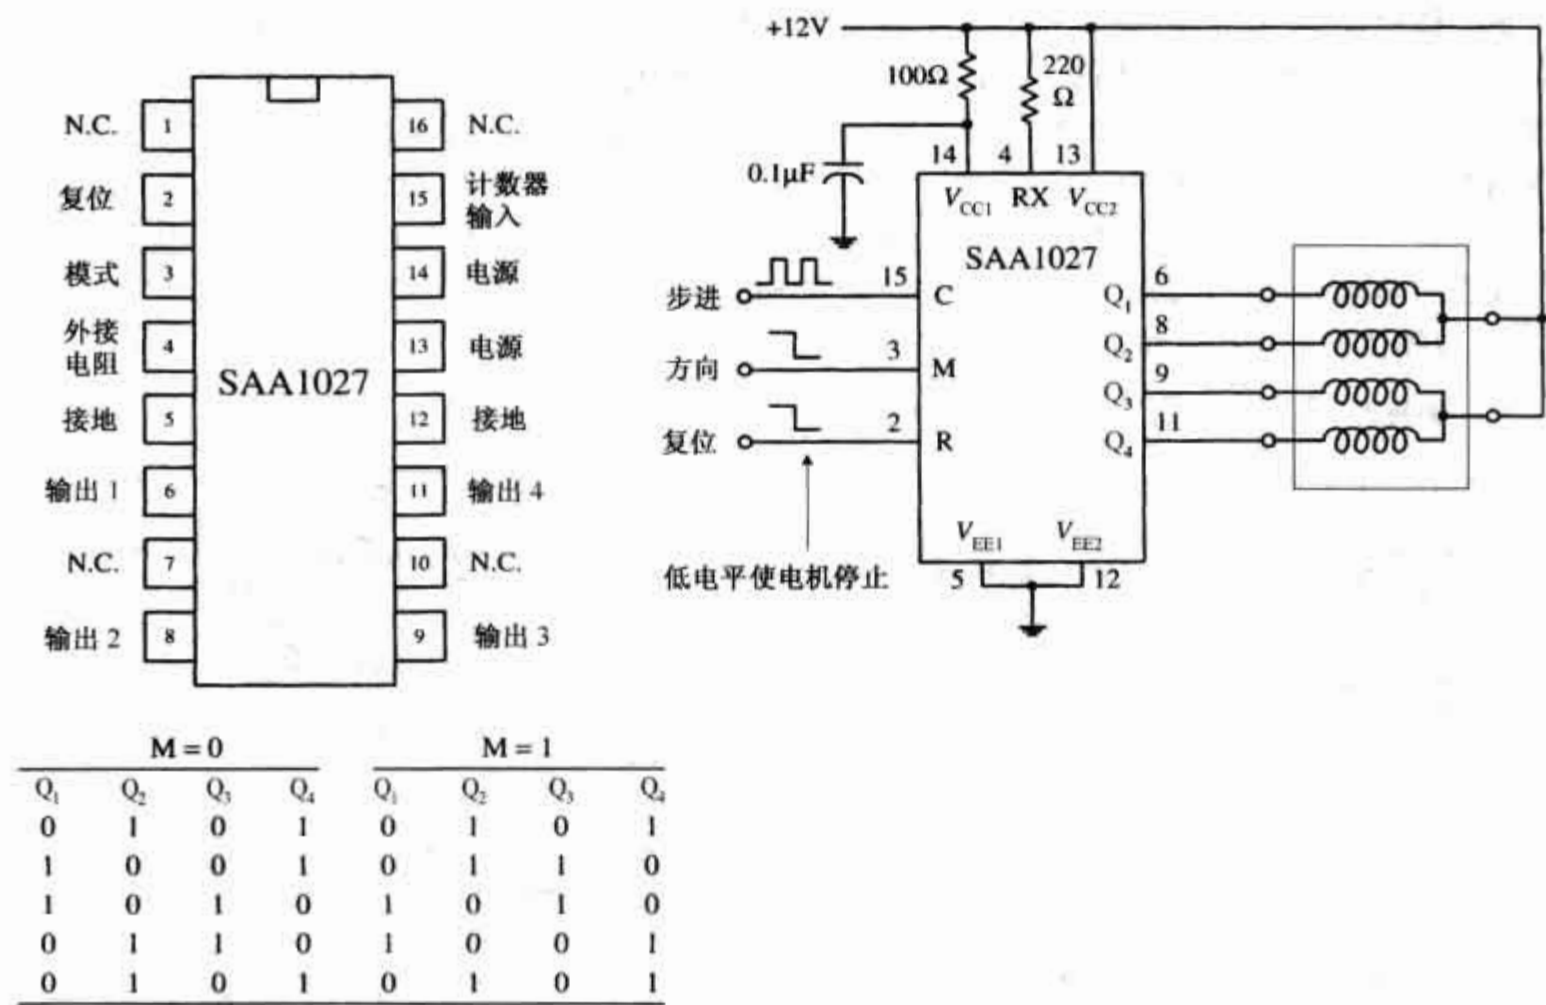 N.C. 1 16 N.C.
复位 2 15 计数器
输入
模式 3 14 电源
外接
电阻 4 13 电源
SAA1027
接地 5 12 接地
输出 1 6 11 输出 4
N.C. 7 10 N.C.
输出 2 8 9 输出 3
+12V
100Ω 220
Ω
0.1μF 14 4 13
V_CC1 RX V_CC2
SAA1027
步进 15 C Q₁ 6
Q₂ 8
方向 3 M Q₃ 9
复位 2 R Q₄ 11
V_EE1 V_EE2
低电平使电机停止 5 12
M = 0 M = 1
Q₁ Q₂ Q₃ Q₄ Q₁ Q₂ Q₃ Q₄
0 1 0 1 0 1 0 1
1 0 0 1 0 1 1 0
1 0 1 0 1 0 1 0
0 1 1 0 1 0 0 1
0 1 0 1 0 1 0 1